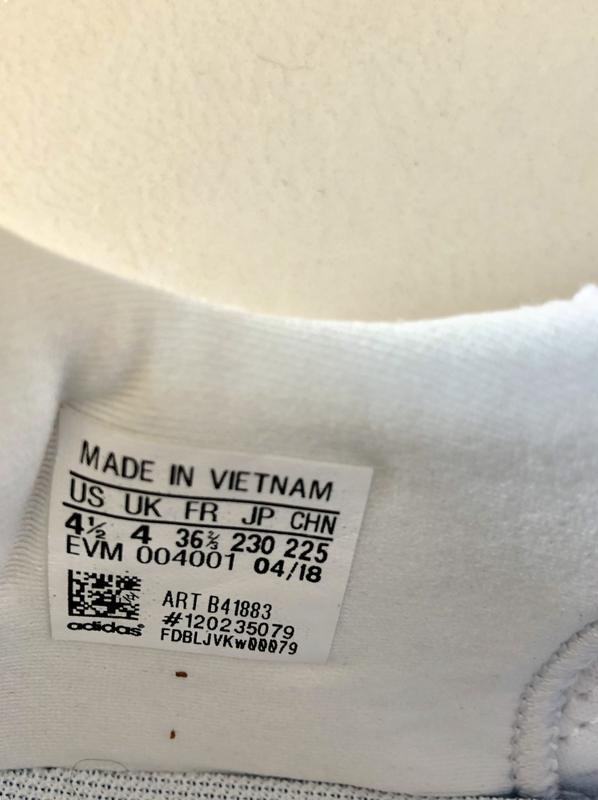 MADE IN VIETNAM
US UK FR JP CHN
4½ 4 36⅔ 230 225
EVM 004001 04/18
ART B41883
#120235079
adidas® FDBLJVKw00079